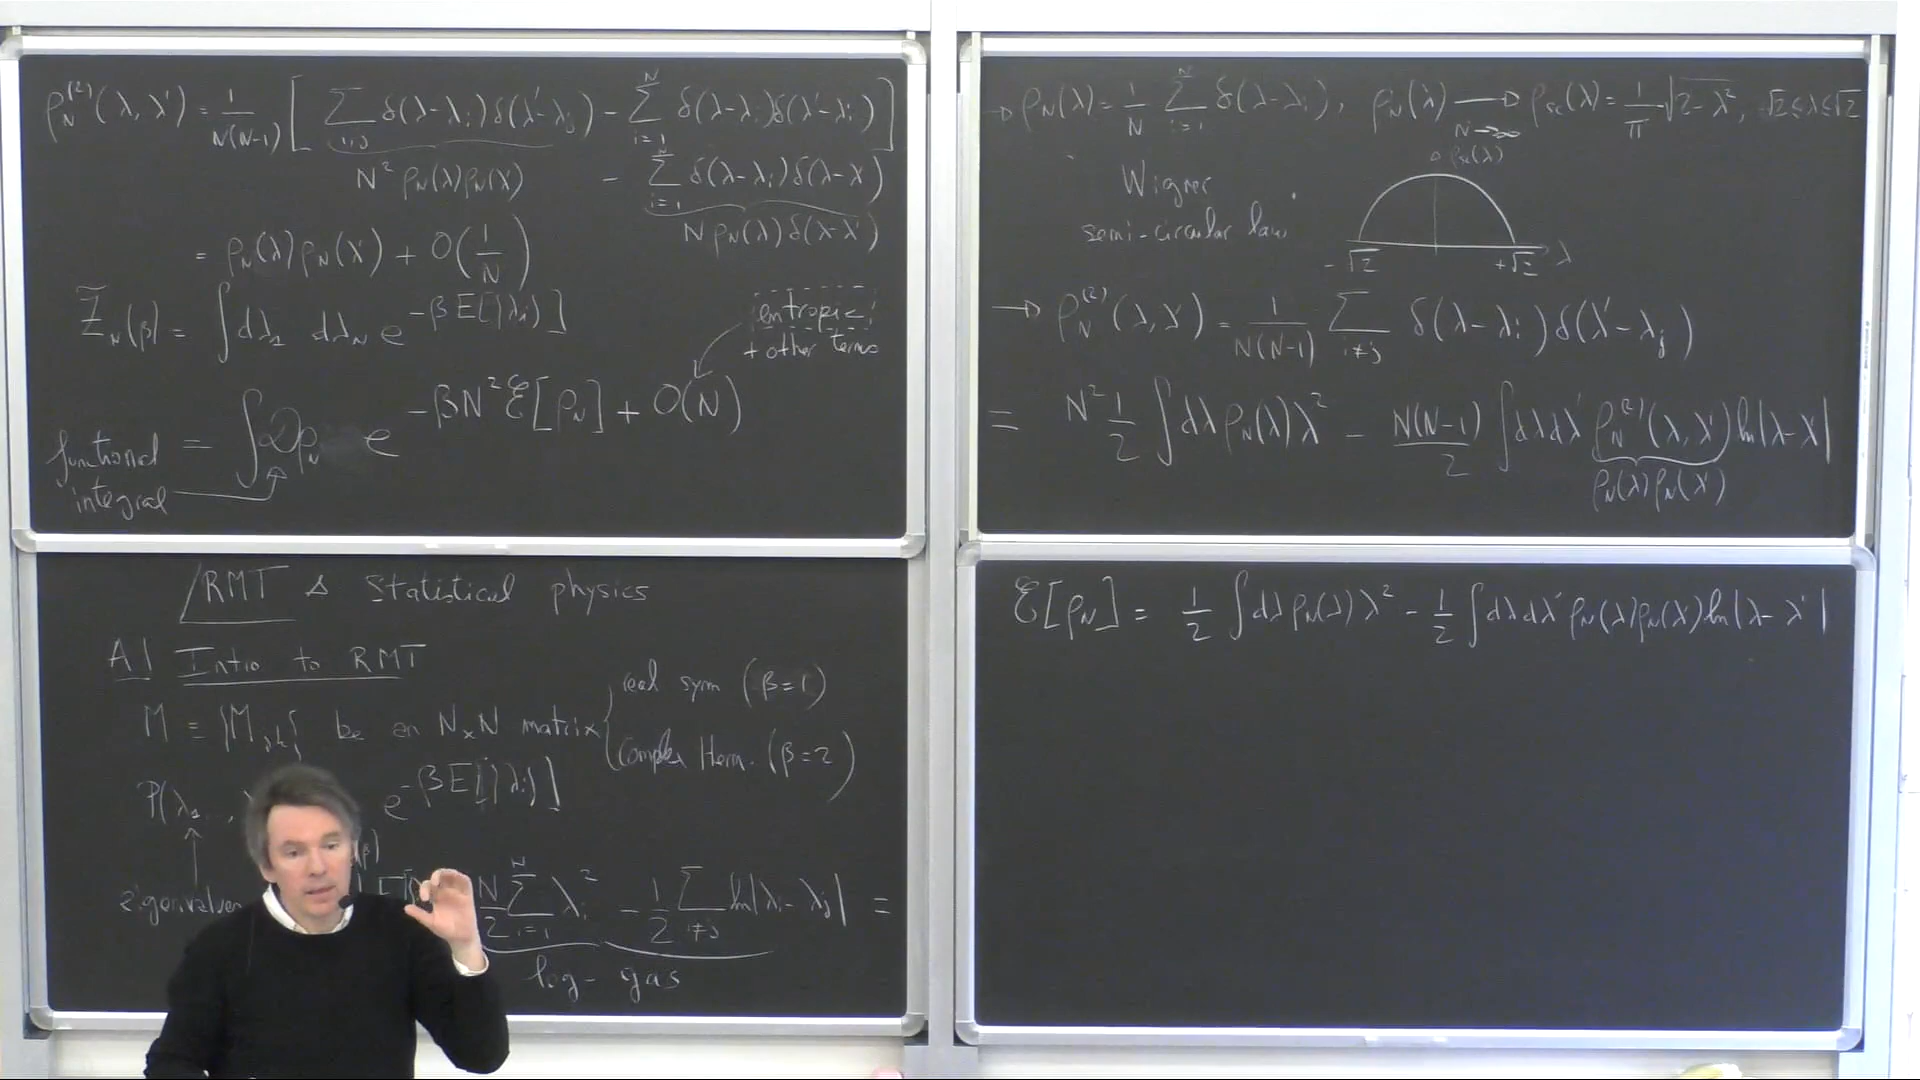 ρ_N^{(2)}(λ,λ') = 1/N(N-1) [ Σ_{i,j} δ(λ-λ_i)δ(λ'-λ_j) - Σ_{i=1}^N δ(λ-λ_i)δ(λ'-λ_i) ]
N² ρ_N(λ)ρ_N(λ') - Σ_{i=1}^N δ(λ-λ_i)δ(λ-λ')
N ρ_N(λ)δ(λ-λ')
= ρ_N(λ)ρ_N(λ') + O(1/N)
Z_N(β) = ∫dλ_1 dλ_N e^{-βE[{λ_i}]}
entropic
+ other terms
= ∫Dρ_N e^{-βN²ℰ[ρ_N] + O(N)}
functional
integral
RMT & Statistical physics
A) Intro to RMT
real sym (β=1)
M ≡ {M_{jk}} be an N×N matrix
Complex Herm. (β=2)
P(λ_1..., e^{-βE[{λ_i}]}
(β)
eigenvalues E[ N/2 Σ_{i=1}^N λ_i² - 1/2 Σ_{i≠j} ln|λ_i-λ_j| =
log-gas
→ ρ_N(λ) = 1/N Σ_{i=1}^N δ(λ-λ_i), ρ_N(λ) → N→∞ ρ_sc(λ) = 1/π √(2-λ²), -√2≤λ≤√2
ρ_sc(λ)
Wigner
semi-circular law
-√2 +√2 λ
→ ρ_N^{(2)}(λ,λ') = 1/N(N-1) Σ_{i≠j} δ(λ-λ_i)δ(λ'-λ_j)
= N² 1/2 ∫dλ ρ_N(λ)λ² - N(N-1)/2 ∫dλdλ' ρ_N^{(2)}(λ,λ') ln|λ-λ'|
ρ_N(λ)ρ_N(λ')
ℰ[ρ_N] = 1/2 ∫dλ ρ_N(λ)λ² - 1/2 ∫dλdλ' ρ_N(λ)ρ_N(λ') ln|λ-λ'|